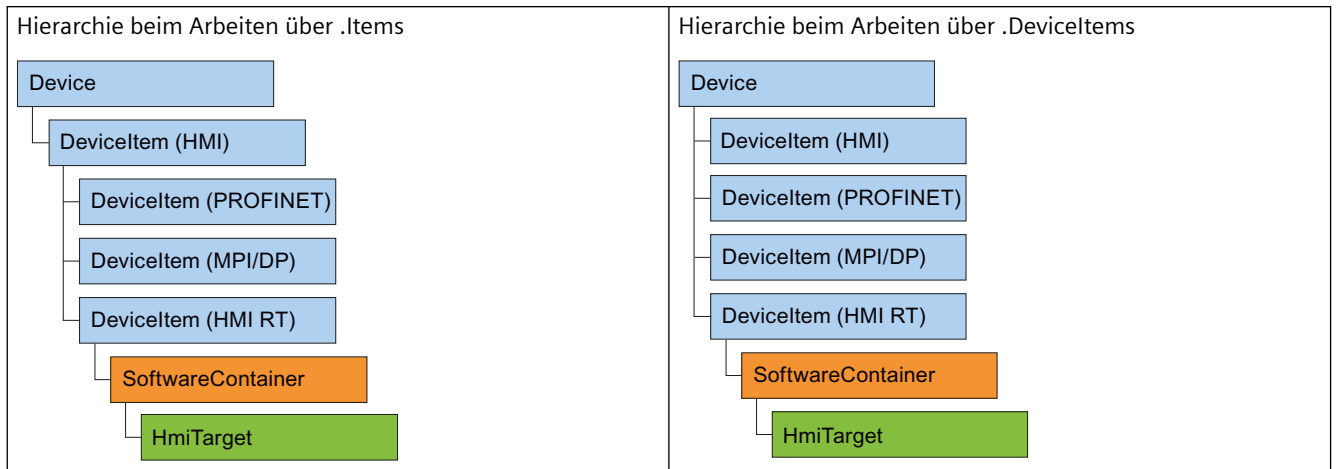 Hierarchie beim Arbeiten über .Items
Device
DeviceItem (HMI)
DeviceItem (PROFINET)
DeviceItem (MPI/DP)
DeviceItem (HMI RT)
SoftwareContainer
HmiTarget
Hierarchie beim Arbeiten über .DeviceItems
Device
DeviceItem (HMI)
DeviceItem (PROFINET)
DeviceItem (MPI/DP)
DeviceItem (HMI RT)
SoftwareContainer
HmiTarget